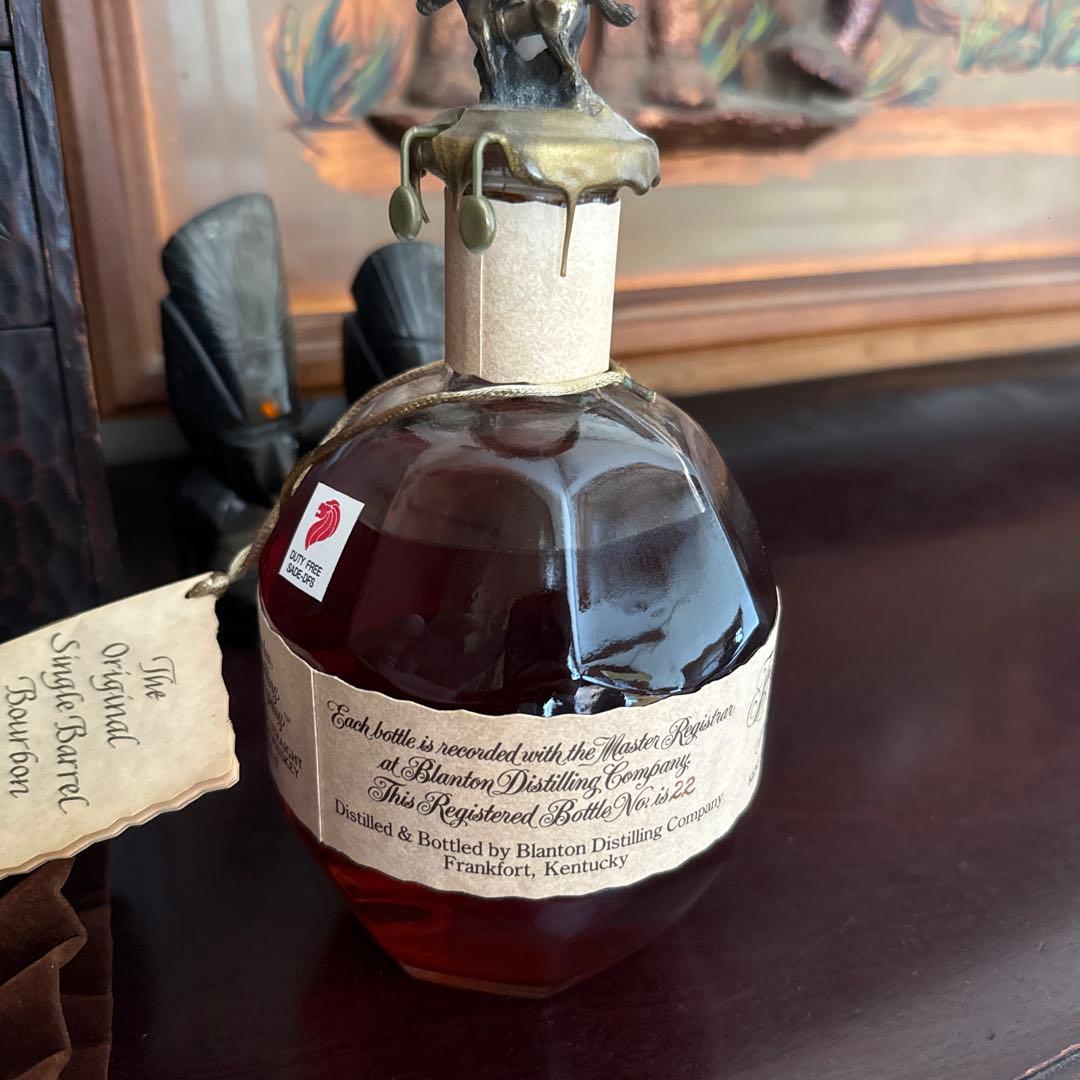 DUTY FREE
SADE-DFS
The
Original
Single Barrel
Bourbon
Each bottle is recorded with the Master Registrar
at Blanton Distilling Company.
This Registered Bottle No. is 22
Distilled & Bottled by Blanton Distilling Company
Frankfort, Kentucky